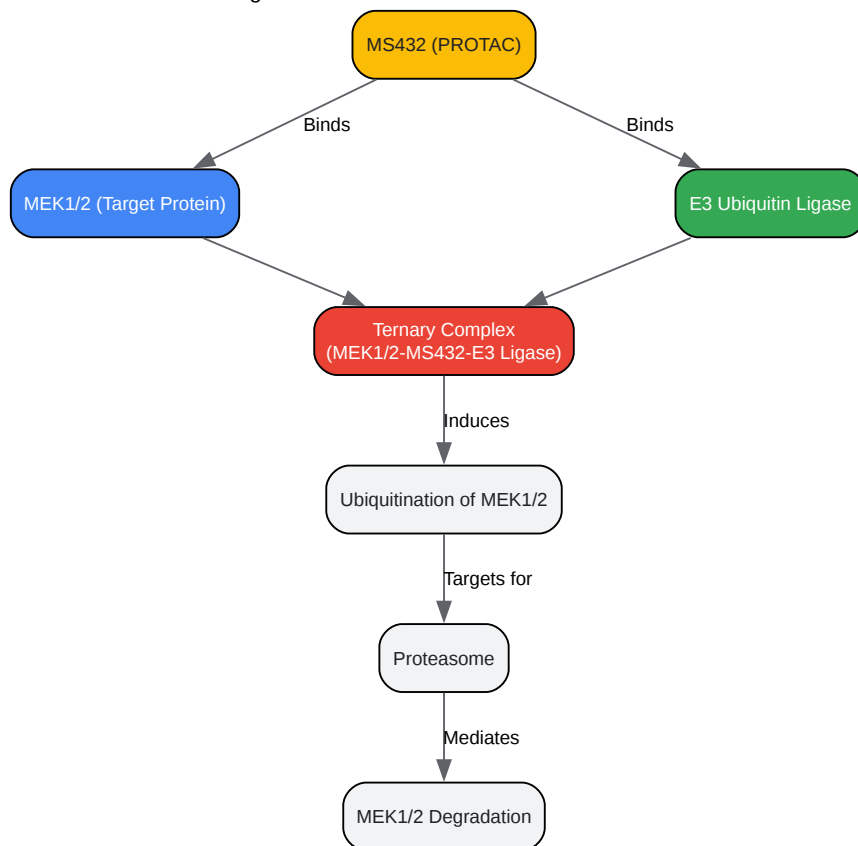 MS432 (PROTAC)
Binds
Binds
MEK1/2 (Target Protein)
E3 Ubiquitin Ligase
Ternary Complex
(MEK1/2-MS432-E3 Ligase)
Induces
Ubiquitination of MEK1/2
Targets for
Proteasome
Mediates
MEK1/2 Degradation